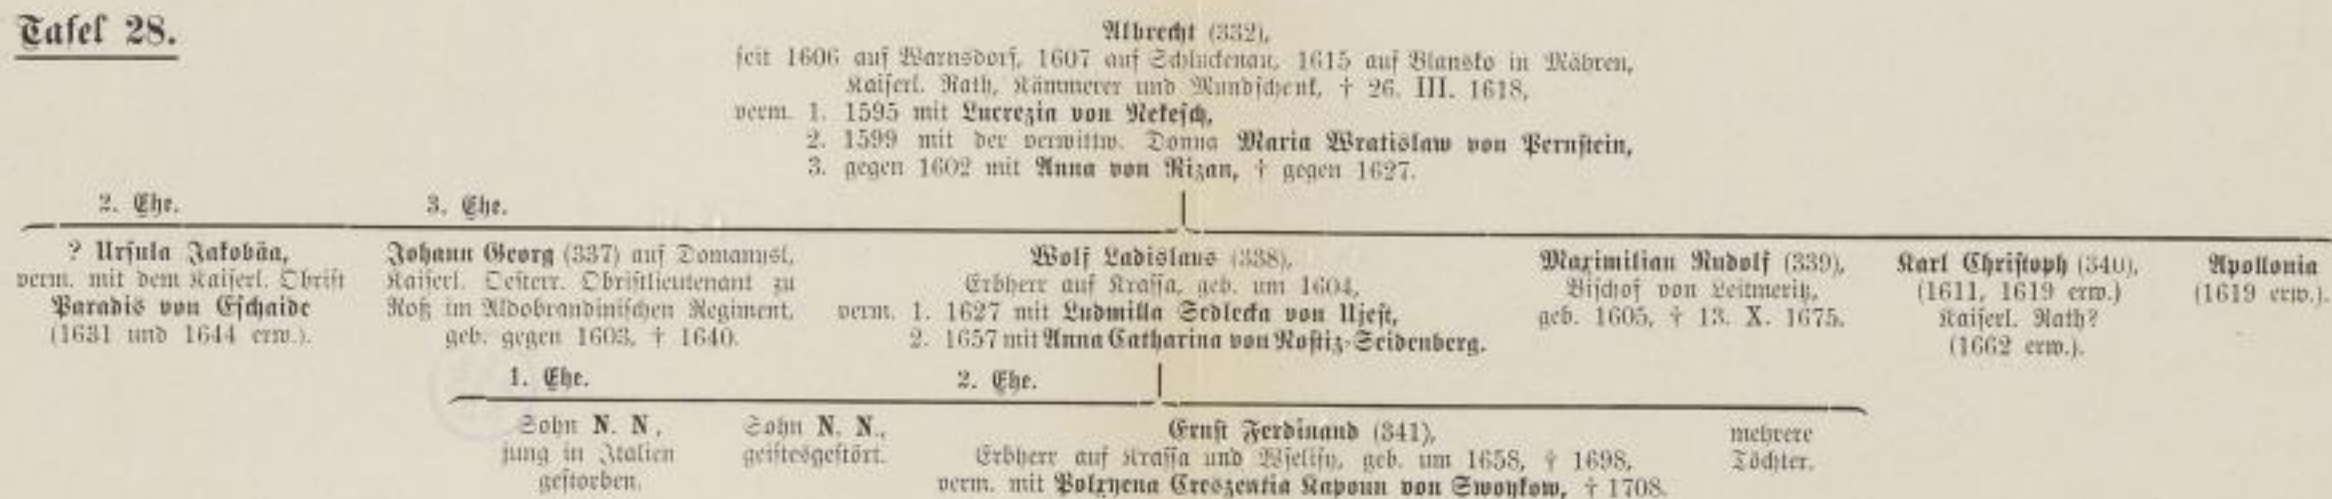 Tafel 28.
Albrecht (332),
seit 1606 auf Warnsdorf, 1607 auf Schluckenau, 1615 auf Blansko in Mähren,
Kaiserl. Rath, Kämmerer und Mundschenk, † 26. III. 1618,
verm. 1. 1595 mit Lucrezia von Nekesch,
2. 1599 mit der verwittw. Donna Maria Wratislaw von Pernstein,
3. gegen 1602 mit Anna von Rizan, † gegen 1627.
2. Ehe.
3. Ehe.
? Ursula Jakobäa,
verm. mit dem Kaiserl. Obrist
Paradis von Eschaide
(1631 und 1644 erw.).
Johann Georg (337) auf Domanusl,
Kaiserl. Oesterr. Obristlieutenant zu
Roß im Aldobrandinischen Regiment,
geb. gegen 1603, † 1640.
Wolf Ladislaus (338),
Erbherr auf Krassa, geb. um 1604,
verm. 1. 1627 mit Ludmilla Sedlecka von Ujest,
2. 1657 mit Anna Catharina von Nostiz-Seidenberg.
Maximilian Rudolf (339),
Bischof von Leitmeritz,
geb. 1605, † 13. X. 1675.
Karl Christoph (340),
(1611, 1619 erw.)
Kaiserl. Rath?
(1662 erw.).
Apollonia
(1619 erw.).
1. Ehe.
2. Ehe.
Sohn N. N.,
jung in Italien
gestorben.
Sohn N. N.,
geistesgestört.
Ernst Ferdinand (341),
Erbherr auf Krassa und Wjelisy, geb. um 1658, † 1698,
verm. mit Polxyena Creszentia Kapoun von Swoykow, † 1708.
mehrere
Töchter.